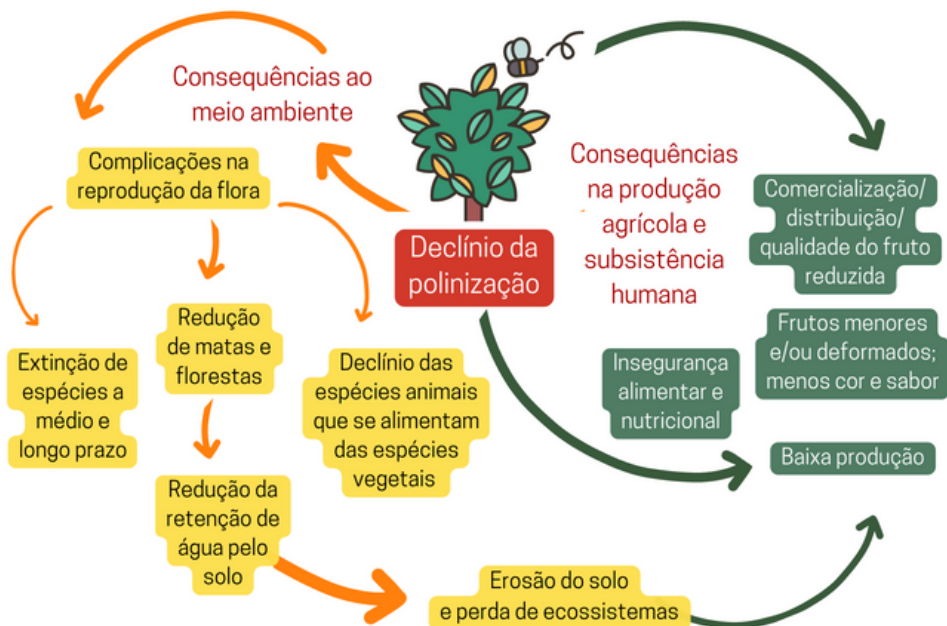 Consequências ao
meio ambiente
Complicações na
reprodução da flora
Extinção de
espécies a
médio e
longo prazo
Redução
de matas e
florestas
Declínio das
espécies animais
que se alimentam
das espécies
vegetais
Redução da
retenção de
água pelo
solo
Erosão do solo
e perda de ecossistemas
Declínio da
polinização
Consequências
na produção
agrícola e
subsistência
humana
Comercialização/
distribuição/
qualidade do fruto
reduzida
Frutos menores
e/ou deformados;
menos cor e sabor
Insegurança
alimentar e
nutricional
Baixa produção